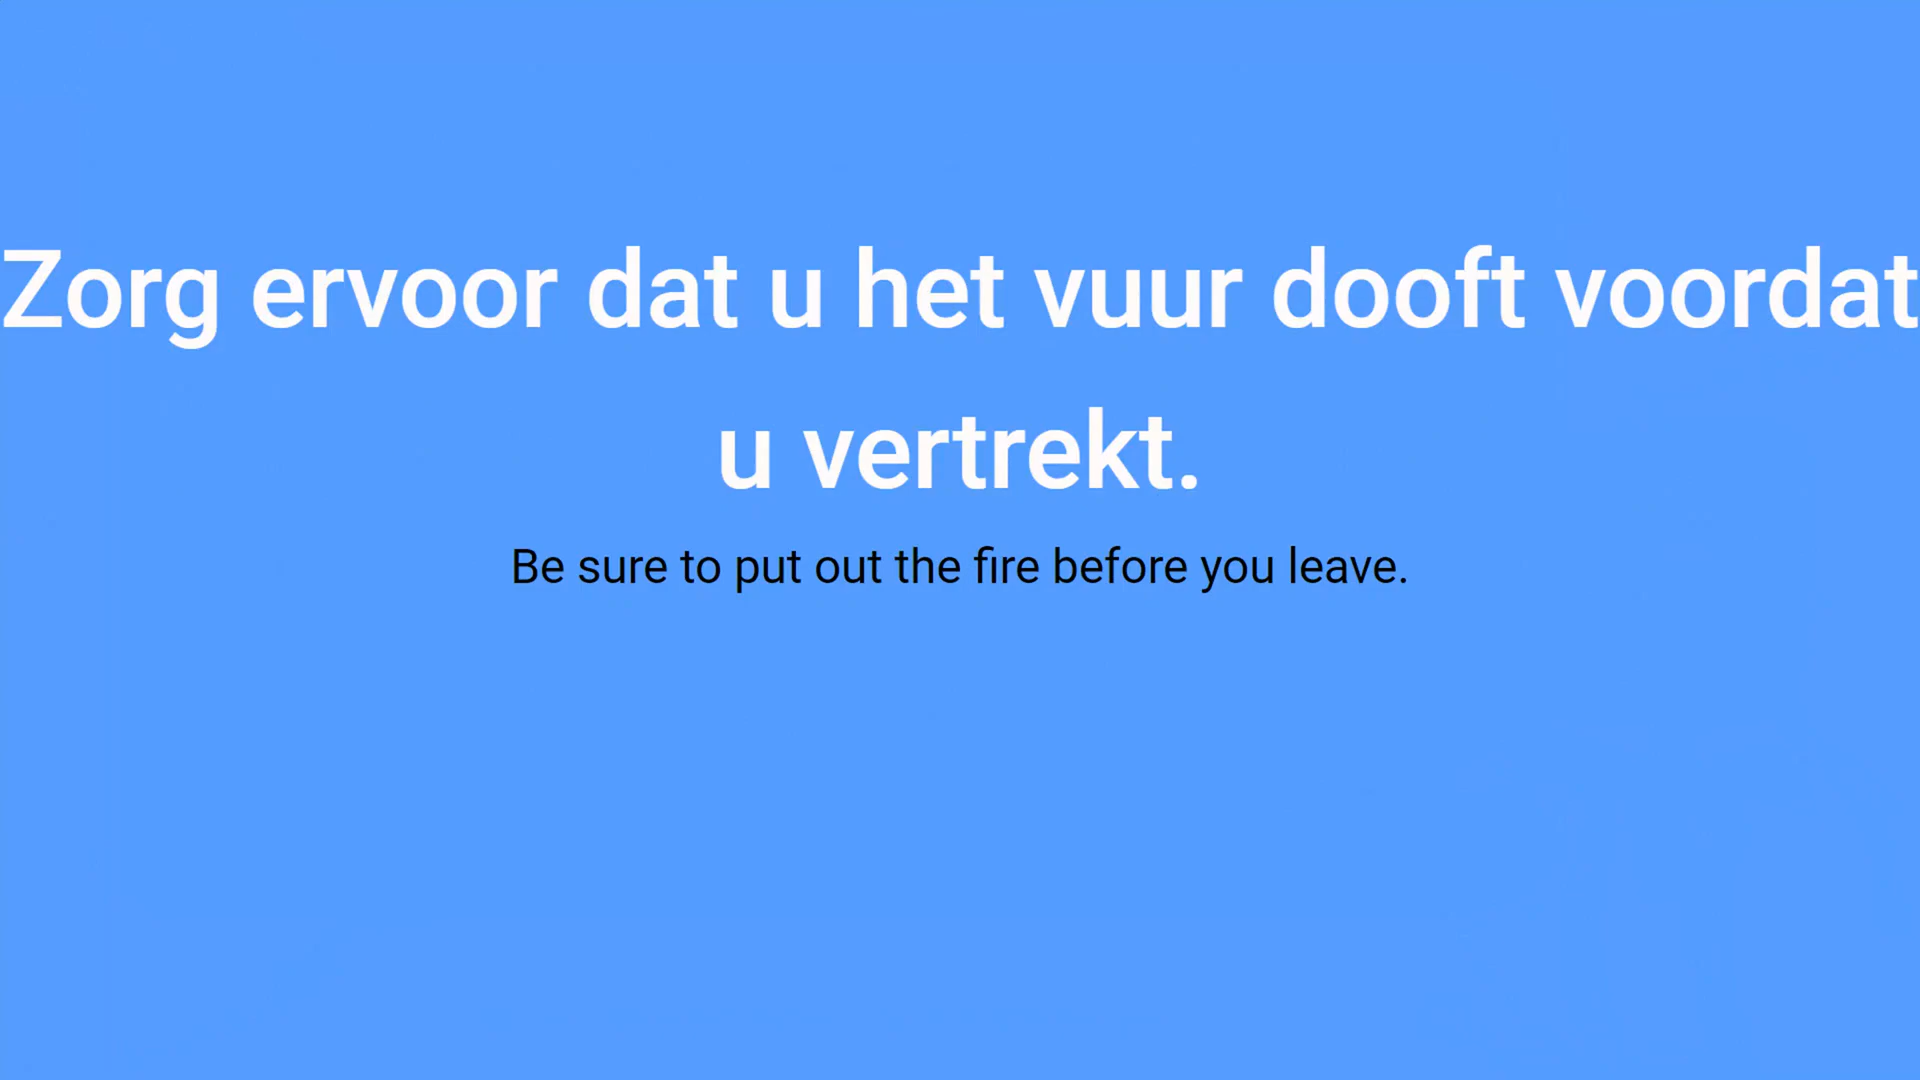 Zorg ervoor dat u het vuur dooft voordat
u vertrekt.
Be sure to put out the fire before you leave.